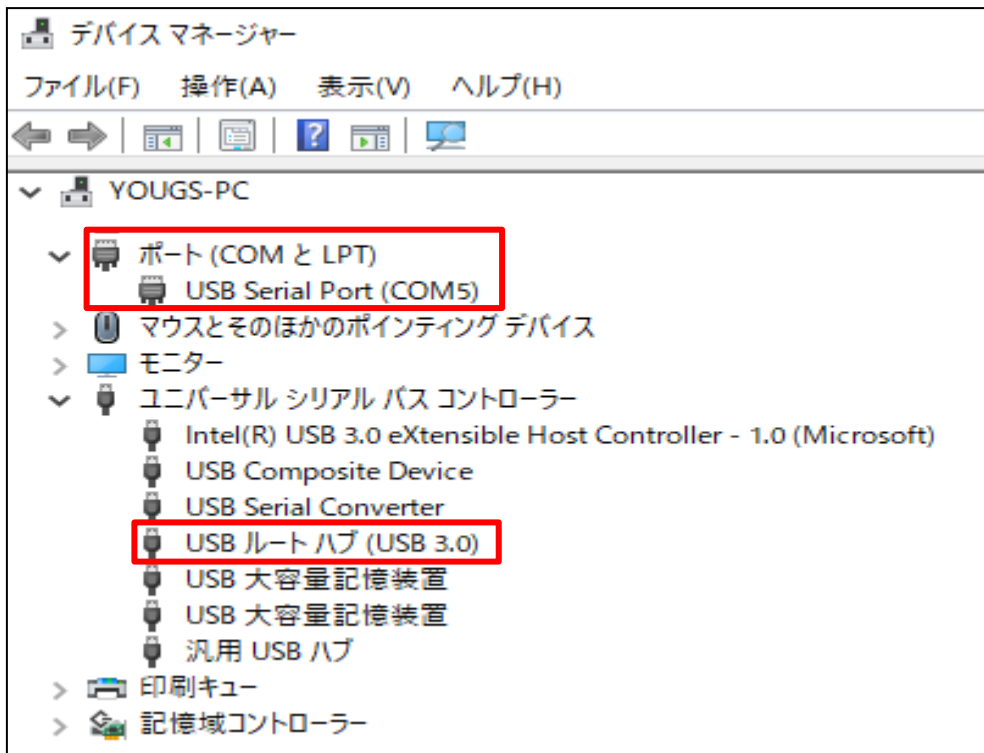 デバイス マネージャー
ファイル(F) 操作(A) 表示(V) ヘルプ(H)
YOUGS-PC
ポート (COM と LPT)
USB Serial Port (COM5)
マウスとそのほかのポインティング デバイス
モニター
ユニバーサル シリアル バス コントローラー
Intel(R) USB 3.0 eXtensible Host Controller - 1.0 (Microsoft)
USB Composite Device
USB Serial Converter
USB ルート ハブ (USB 3.0)
USB 大容量記憶装置
USB 大容量記憶装置
汎用 USB ハブ
印刷キュー
記憶域コントローラー